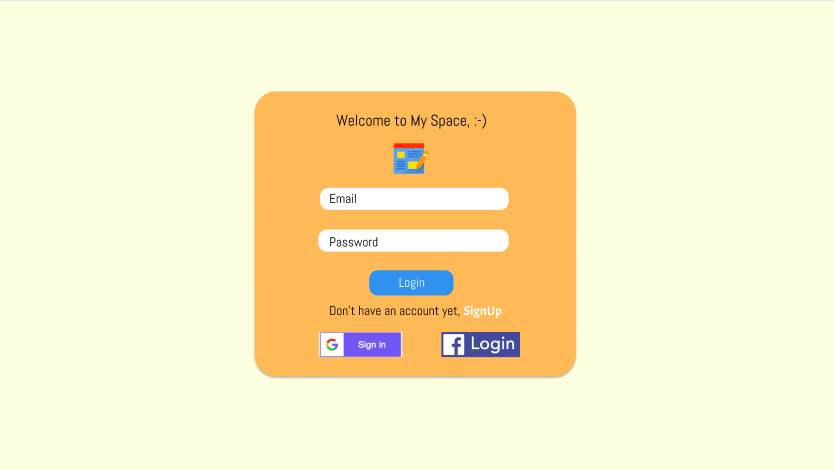 Welcome to My Space, :-)
Email
Password
Login
Don't have an account yet, SignUp
G Sign in
f Login